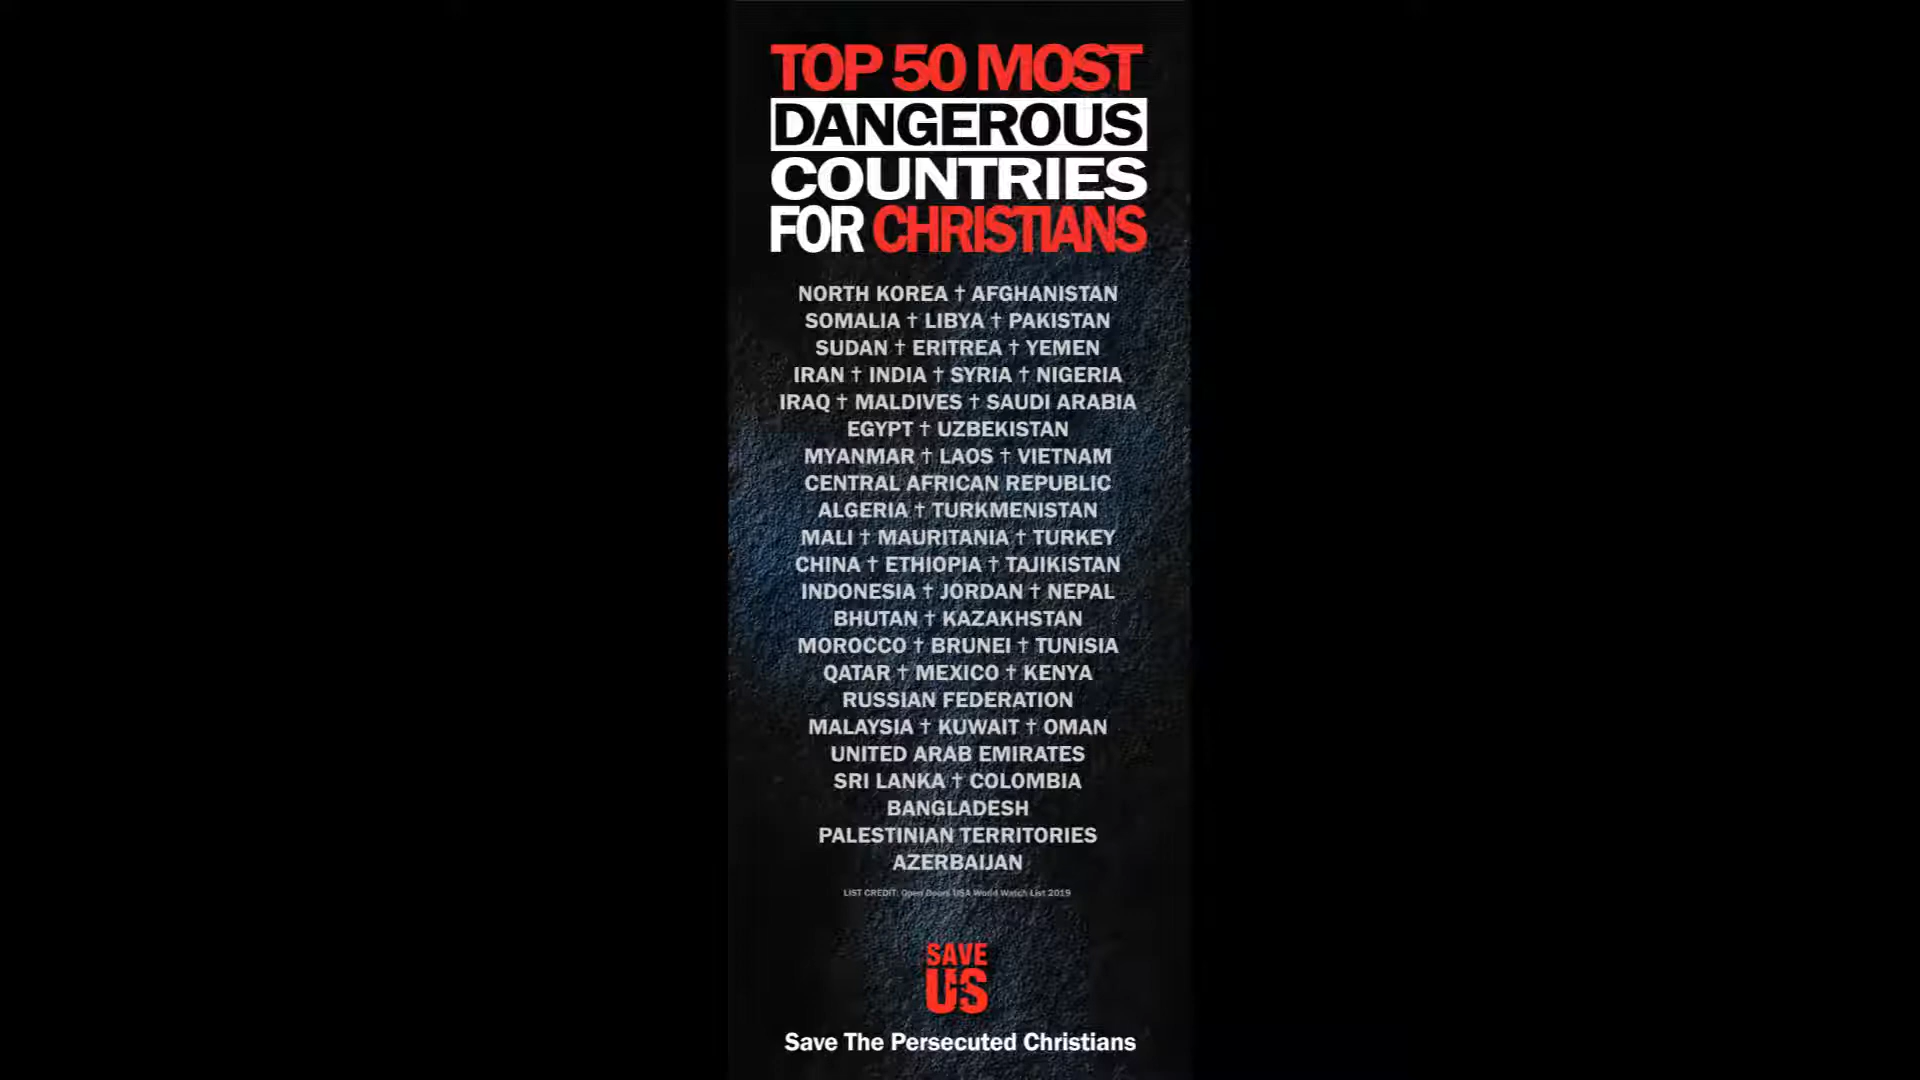 TOP 50 MOST
DANGEROUS
COUNTRIES
FOR CHRISTIANS
NORTH KOREA † AFGHANISTAN
SOMALIA † LIBYA † PAKISTAN
SUDAN † ERITREA † YEMEN
IRAN † INDIA † SYRIA † NIGERIA
IRAQ † MALDIVES † SAUDI ARABIA
EGYPT † UZBEKISTAN
MYANMAR † LAOS † VIETNAM
CENTRAL AFRICAN REPUBLIC
ALGERIA † TURKMENISTAN
MALI † MAURITANIA † TURKEY
CHINA † ETHIOPIA † TAJIKISTAN
INDONESIA † JORDAN † NEPAL
BHUTAN † KAZAKHSTAN
MOROCCO † BRUNEI † TUNISIA
QATAR † MEXICO † KENYA
RUSSIAN FEDERATION
MALAYSIA † KUWAIT † OMAN
UNITED ARAB EMIRATES
SRI LANKA † COLOMBIA
BANGLADESH
PALESTINIAN TERRITORIES
AZERBAIJAN
LIST CREDIT: Open Doors USA World Watch List 2019
SAVE
US
Save The Persecuted Christians